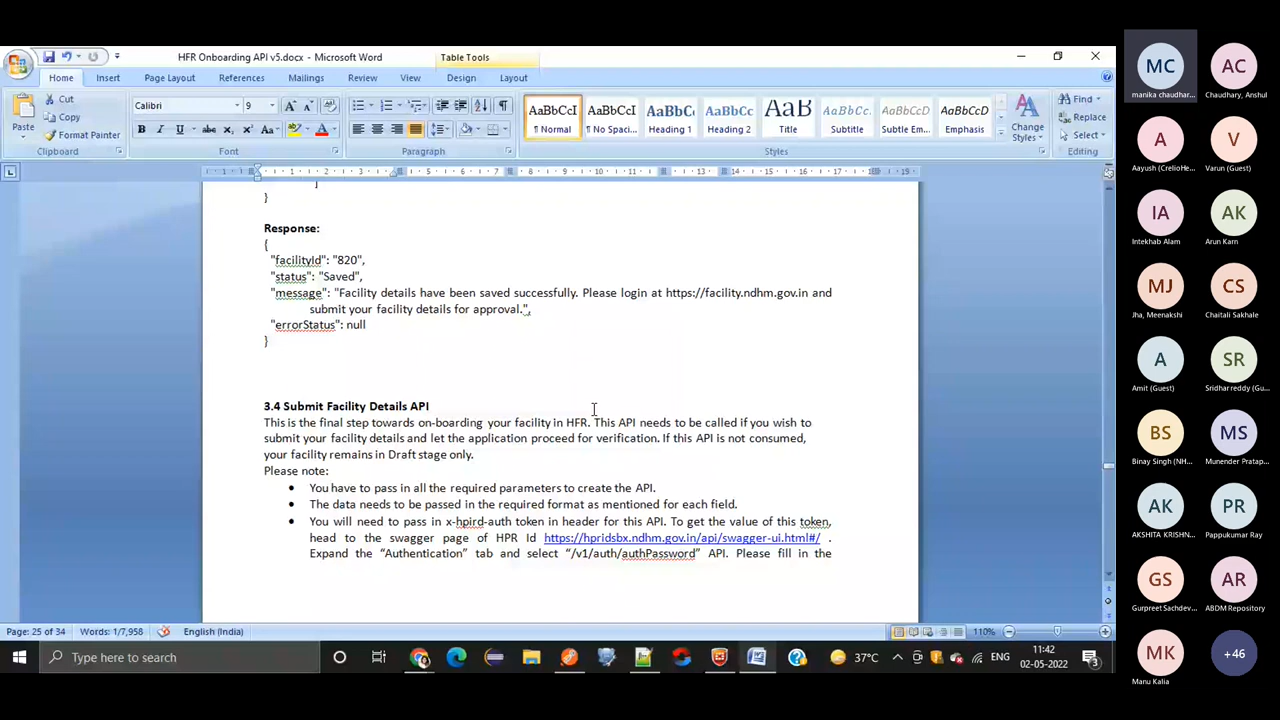 HFR Onboarding API v5.docx - Microsoft Word
Table Tools
Home Insert Page Layout References Mailings Review View Design Layout
Paste
Cut
Copy
Format Painter
Clipboard
Calibri 9
Font
Paragraph
AaBbCcI AaBbCcI AaBbC AaBbCc AaB AaBbCc. AaBbCcD AaBbCcD
¶ Normal ¶ No Spaci... Heading 1 Heading 2 Title Subtitle Subtle Em... Emphasis
Change Styles
Styles
Find
Replace
Select
Editing
}
Response:
{
"facilityId": "820",
"status": "Saved",
"message": "Facility details have been saved successfully. Please login at https://facility.ndhm.gov.in and
submit your facility details for approval.",
"errorStatus": null
}
3.4 Submit Facility Details API
This is the final step towards on-boarding your facility in HFR. This API needs to be called if you wish to
submit your facility details and let the application proceed for verification. If this API is not consumed,
your facility remains in Draft stage only.
Please note:
• You have to pass in all the required parameters to create the API.
• The data needs to be passed in the required format as mentioned for each field.
• You will need to pass in x-hpird-auth token in header for this API. To get the value of this token,
head to the swagger page of HPR Id https://hpridsbx.ndhm.gov.in/api/swagger-ui.html#/ .
Expand the “Authentication” tab and select “/v1/auth/authPassword” API. Please fill in the
Page: 25 of 34 Words: 1/7,958 English (India) 110%
Type here to search
37°C
ENG
11:42
02-05-2022
3
MC
manika chaudhar...
AC
Chaudhary, Anshul
A
Aayush (CrelioHe...
V
Varun (Guest)
IA
Intekhab Alam
AK
Arun Karn
MJ
Jha, Meenakshi
CS
Chaitali Sakhale
A
Amit (Guest)
SR
Sridhar reddy (Gu...
BS
Binay Singh (NH...
MS
Munender Pratap...
AK
AKSHITA KRISHN...
PR
Pappukumar Ray
GS
Gurpreet Sachdev...
AR
ABDM Repository
MK
Manu Kalia
+46